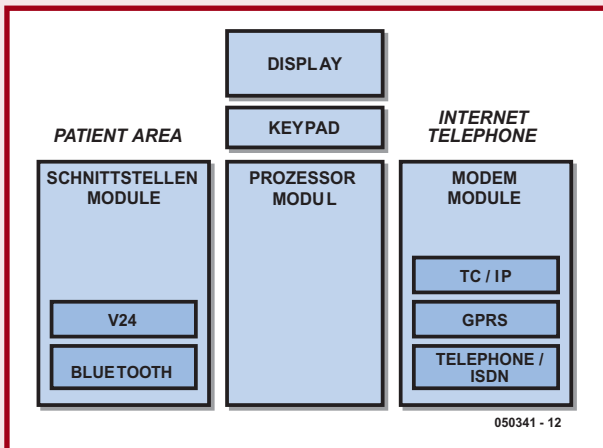 DISPLAY
KEYPAD
PATIENT AREA
INTERNET
TELEPHONE
SCHNITTSTELLEN
MODULE
V24
BLUETOOTH
PROZESSOR
MODUL
MODEM
MODULE
TC / IP
GPRS
TELEPHONE /
ISDN
050341 - 12